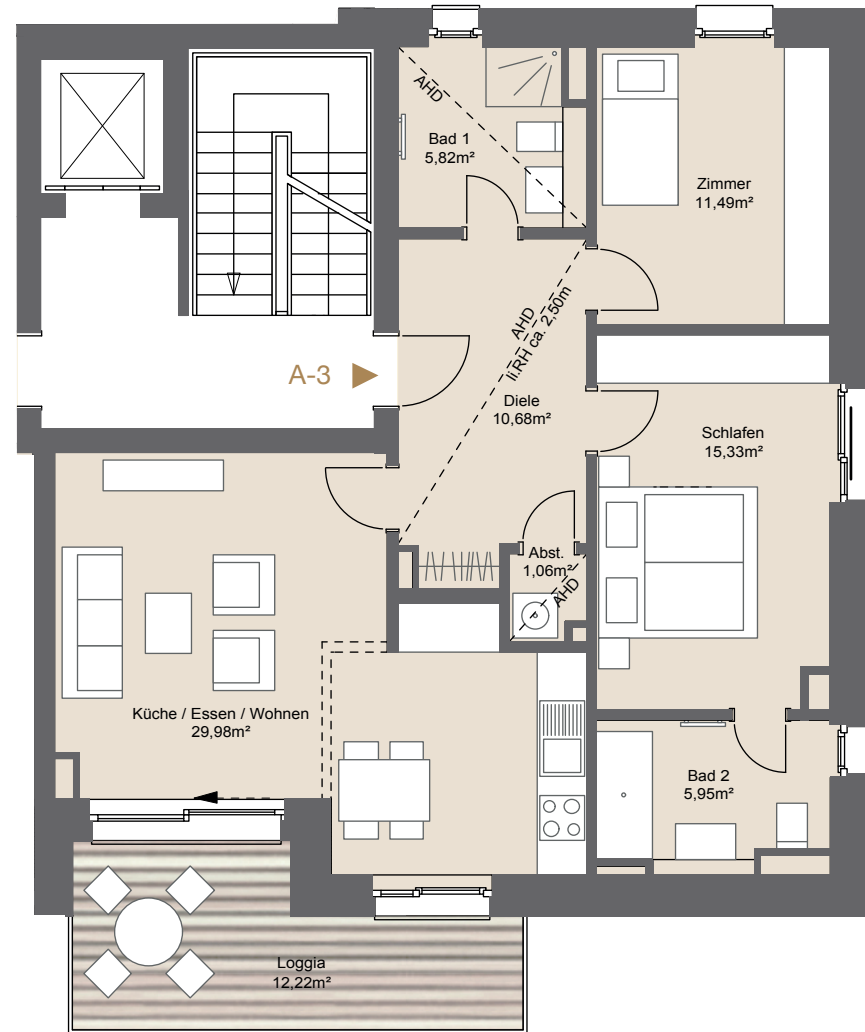 AHD
Bad 1
5,82m²
Zimmer
11,49m²
AHD
li.RH ca. 2,50m
A-3
Diele
10,68m²
Schlafen
15,33m²
Abst.
1,06m²
AHD
Küche / Essen / Wohnen
29,98m²
Bad 2
5,95m²
Loggia
12,22m²